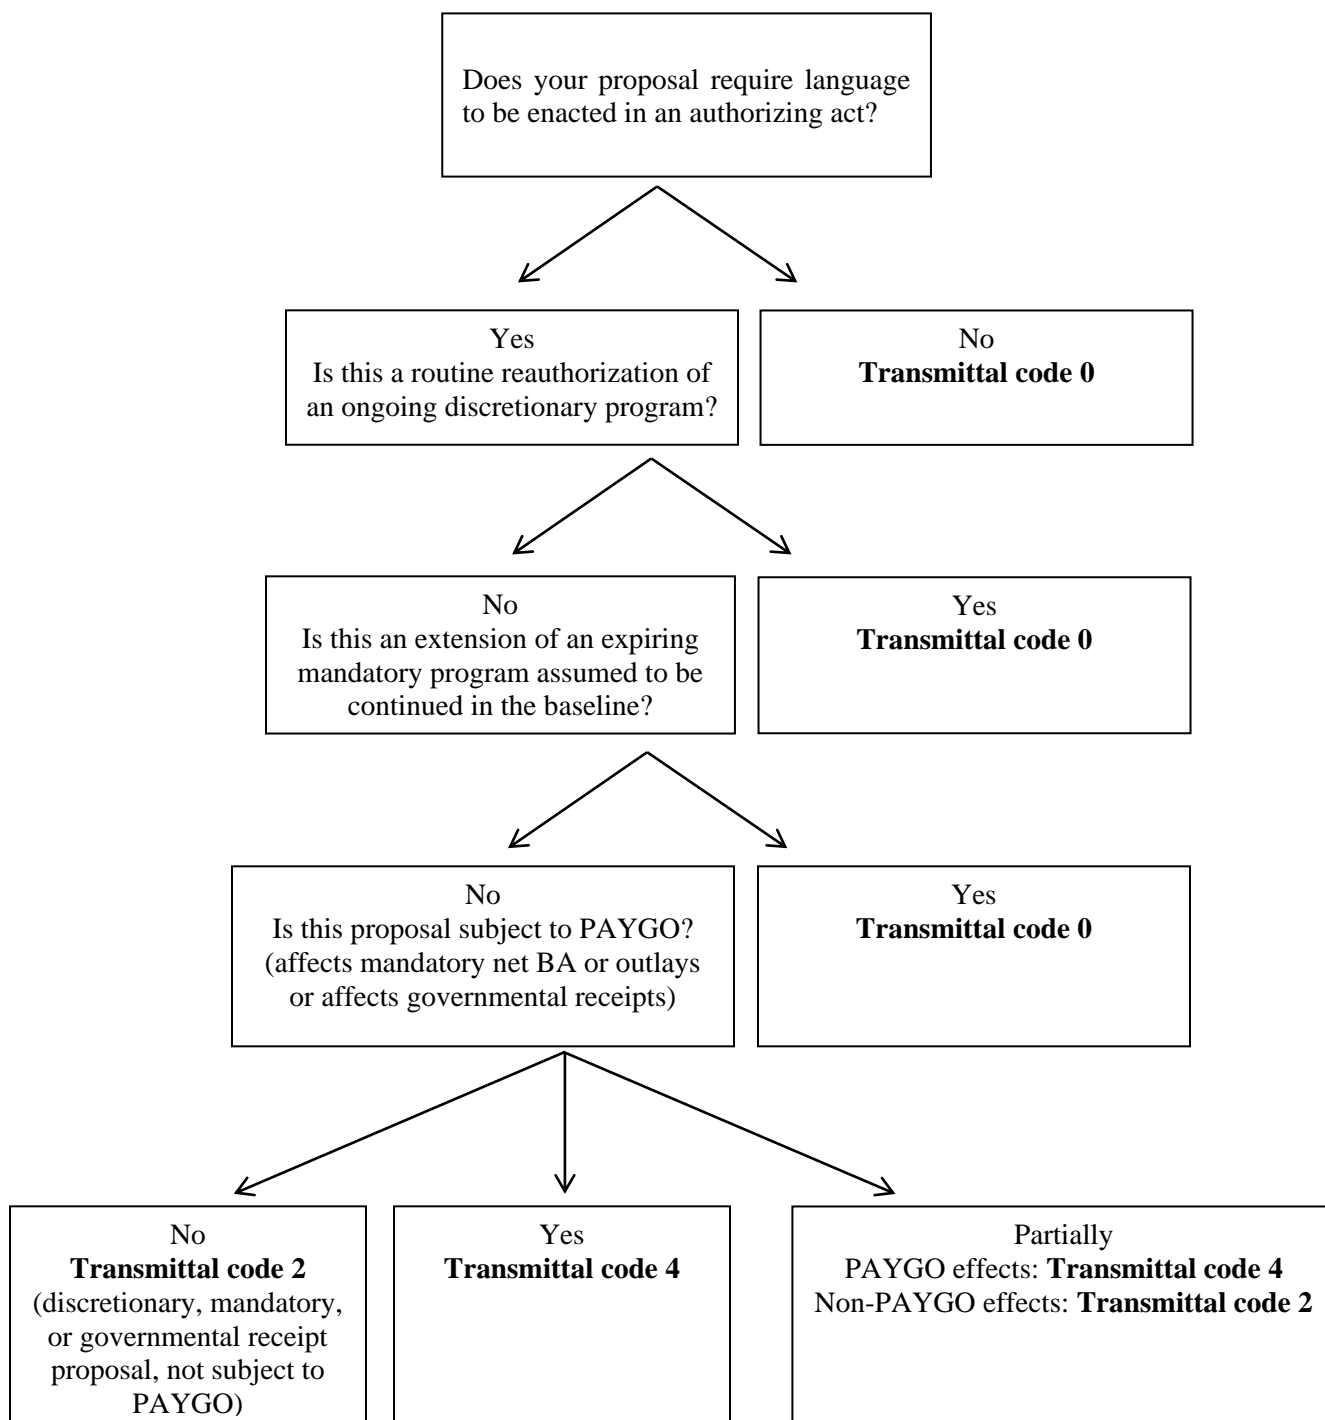 Does your proposal require language
to be enacted in an authorizing act?
Yes
Is this a routine reauthorization of
an ongoing discretionary program?
No
Transmittal code 0
No
Is this an extension of an expiring
mandatory program assumed to be
continued in the baseline?
Yes
Transmittal code 0
No
Is this proposal subject to PAYGO?
(affects mandatory net BA or outlays
or affects governmental receipts)
Yes
Transmittal code 0
No
Transmittal code 2
(discretionary, mandatory,
or governmental receipt
proposal, not subject to
PAYGO)
Yes
Transmittal code 4
Partially
PAYGO effects: Transmittal code 4
Non-PAYGO effects: Transmittal code 2